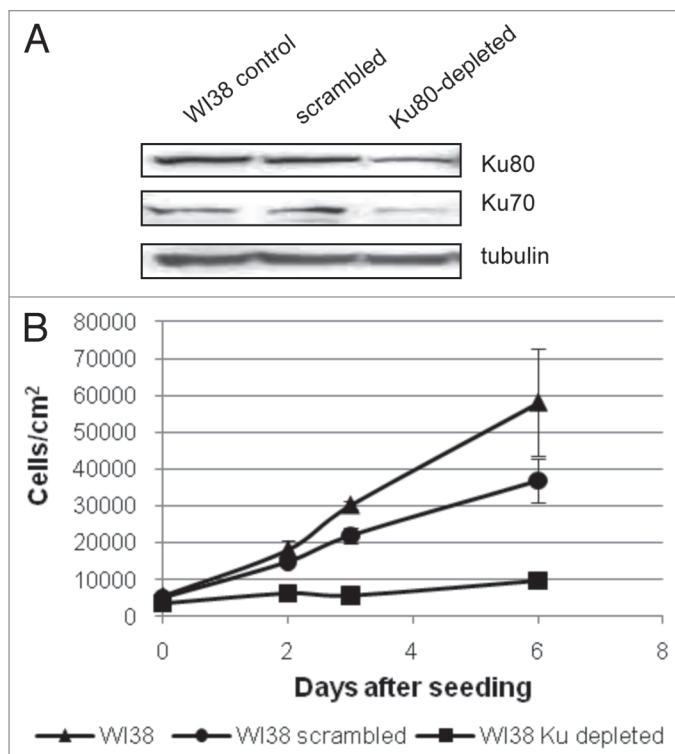 A
WI38 control
scrambled
Ku80-depleted
Ku80
Ku70
tubulin
B
80000
70000
60000
50000
40000
30000
20000
10000
0
Cells/cm²
0 2 4 6 8
Days after seeding
WI38 WI38 scrambled WI38 Ku depleted